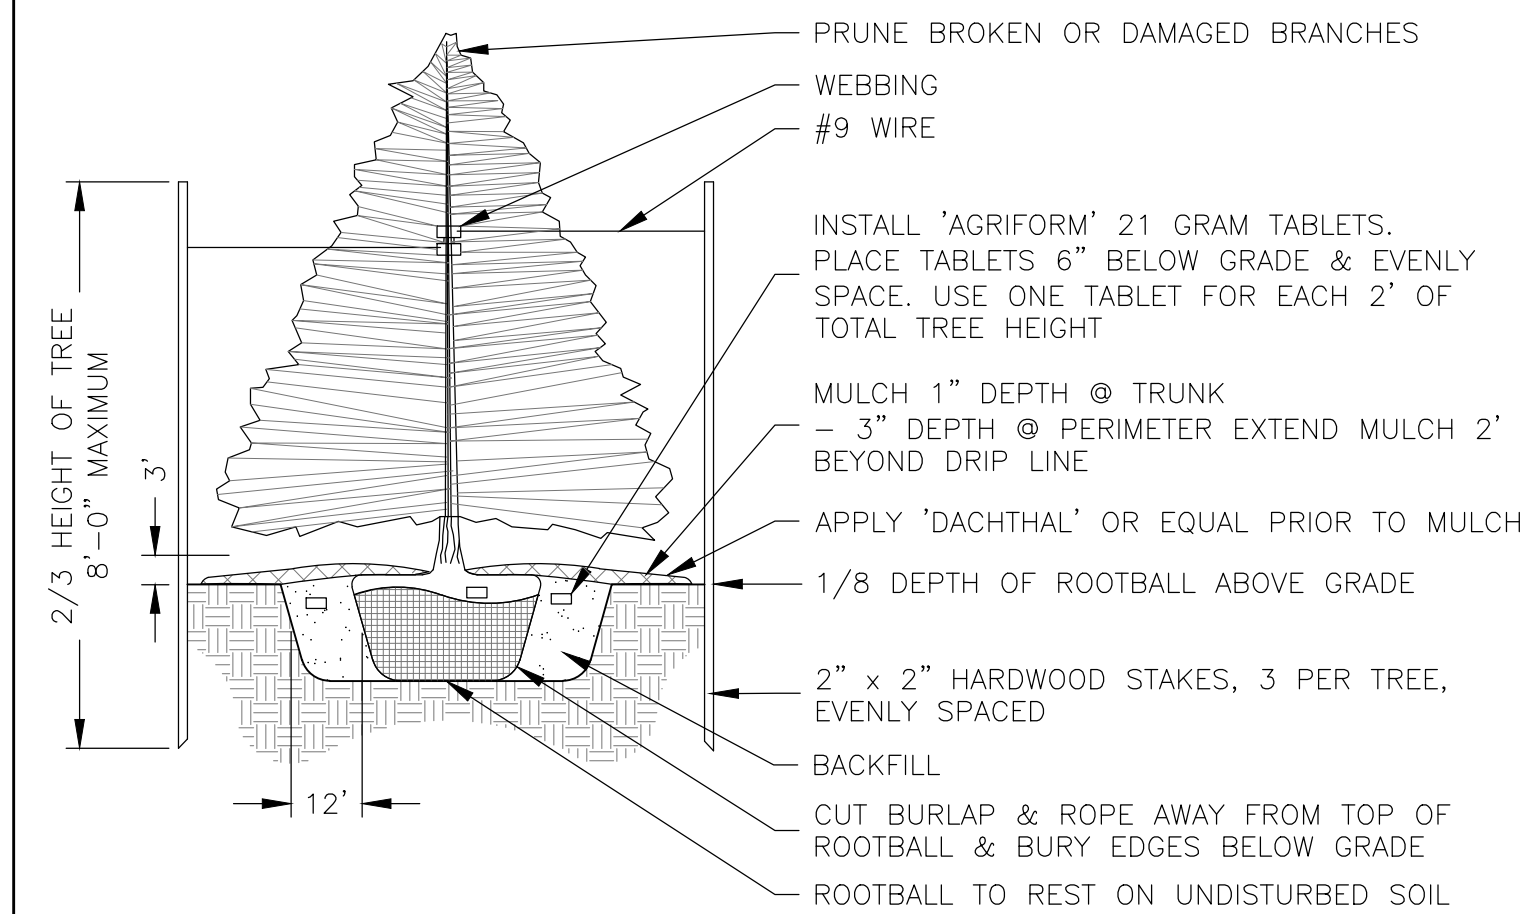 PRUNE BROKEN OR DAMAGED BRANCHES
WEBBING
#9 WIRE
INSTALL 'AGRIFORM' 21 GRAM TABLETS.
PLACE TABLETS 6" BELOW GRADE & EVENLY
SPACE. USE ONE TABLET FOR EACH 2' OF
TOTAL TREE HEIGHT
MULCH 1" DEPTH @ TRUNK
– 3" DEPTH @ PERIMETER EXTEND MULCH 2'
BEYOND DRIP LINE
APPLY 'DACHTHAL' OR EQUAL PRIOR TO MULCH
1/8 DEPTH OF ROOTBALL ABOVE GRADE
2" x 2" HARDWOOD STAKES, 3 PER TREE,
EVENLY SPACED
BACKFILL
CUT BURLAP & ROPE AWAY FROM TOP OF
ROOTBALL & BURY EDGES BELOW GRADE
ROOTBALL TO REST ON UNDISTURBED SOIL
2/3 HEIGHT OF TREE
8'–0" MAXIMUM
3'
12'